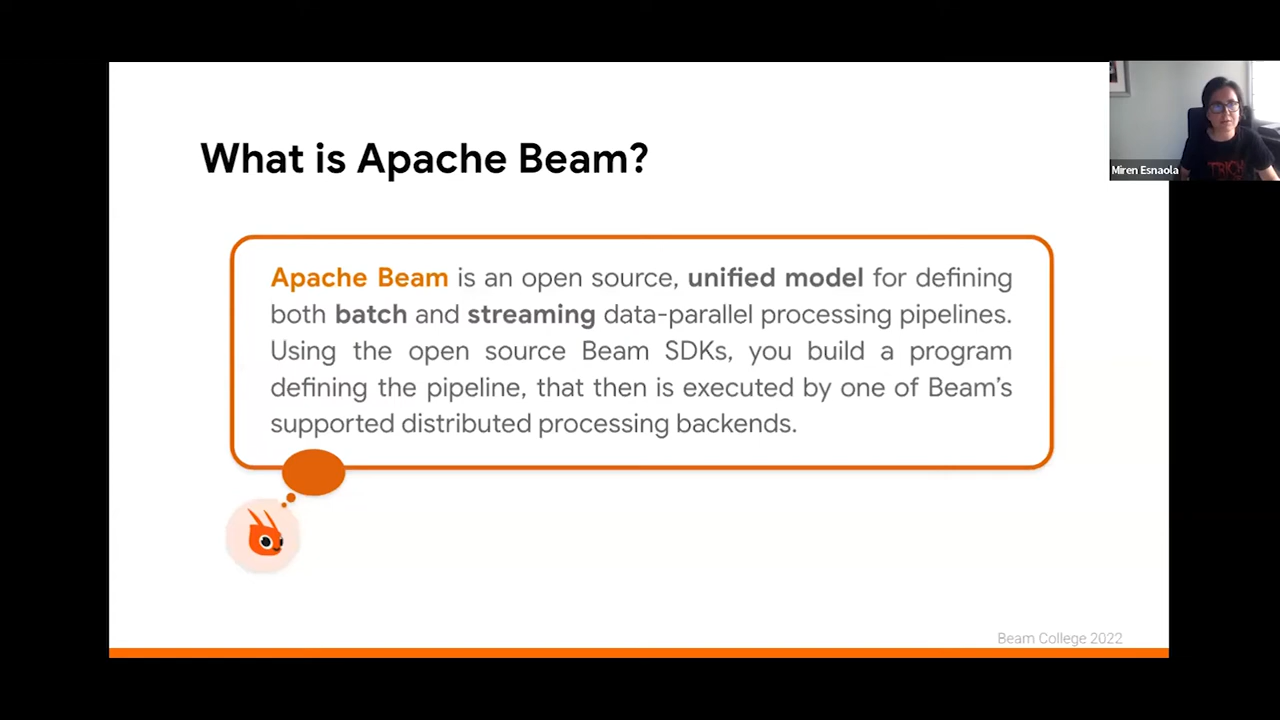 What is Apache Beam?
Miren Esnaola
TRICK
Apache Beam is an open source, unified model for defining
both batch and streaming data-parallel processing pipelines.
Using the open source Beam SDKs, you build a program
defining the pipeline, that then is executed by one of Beam's
supported distributed processing backends.
Beam College 2022